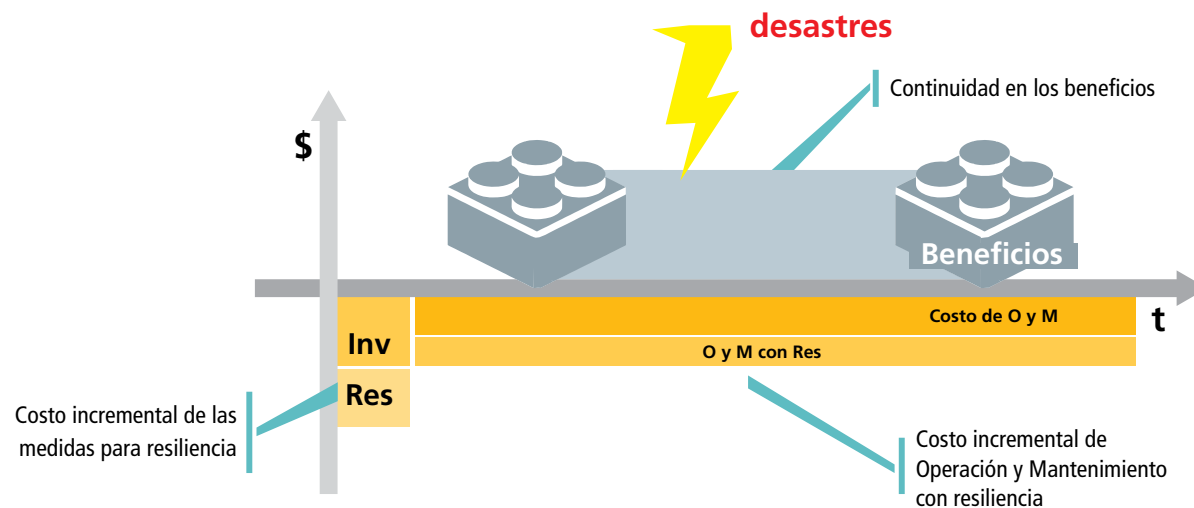 desastres
Continuidad en los beneficios
$
Beneficios
Costo de O y M
t
Inv
O y M con Res
Res
Costo incremental de las
medidas para resiliencia
Costo incremental de
Operación y Mantenimiento
con resiliencia